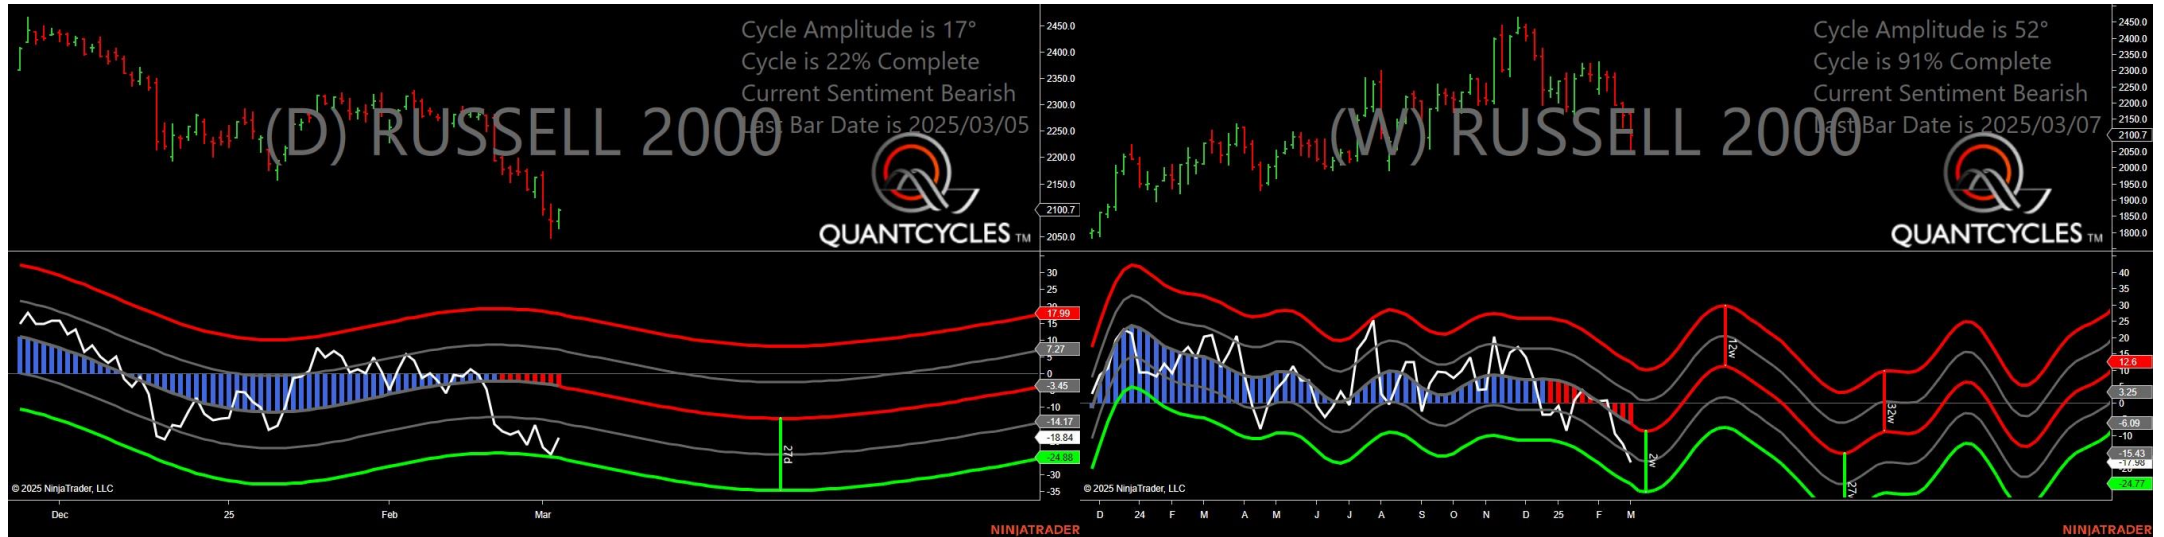 Cycle Amplitude is 17°
Cycle is 22% Complete
Current Sentiment Bearish
Last Bar Date is 2025/03/05
(D) RUSSELL 2000
QUANTCYCLES TM
2450.0
2400.0
2350.0
2300.0
2250.0
2200.0
2150.0
2100.7
2050.0
30
25
20
17.99
15
10
7.27
5
0
-3.45
-10
-14.17
-18.84
-24.88
-30
-35
27d
© 2025 NinjaTrader, LLC
Dec 25 Feb Mar
NINJATRADER
Cycle Amplitude is 52°
Cycle is 91% Complete
Current Sentiment Bearish
Last Bar Date is 2025/03/07
(W) RUSSELL 2000
QUANTCYCLES TM
2450.0
2400.0
2350.0
2300.0
2250.0
2200.0
2150.0
2100.7
2050.0
2000.0
1950.0
1900.0
1850.0
1800.0
40
35
30
25
20
15
12.6
10
3.25
0
-6.09
-10
-15.43
-17.98
-24.77
12w
32w
2w
© 2025 NinjaTrader, LLC
D 24 F M A M J J A S O N D 25 F M
NINJATRADER